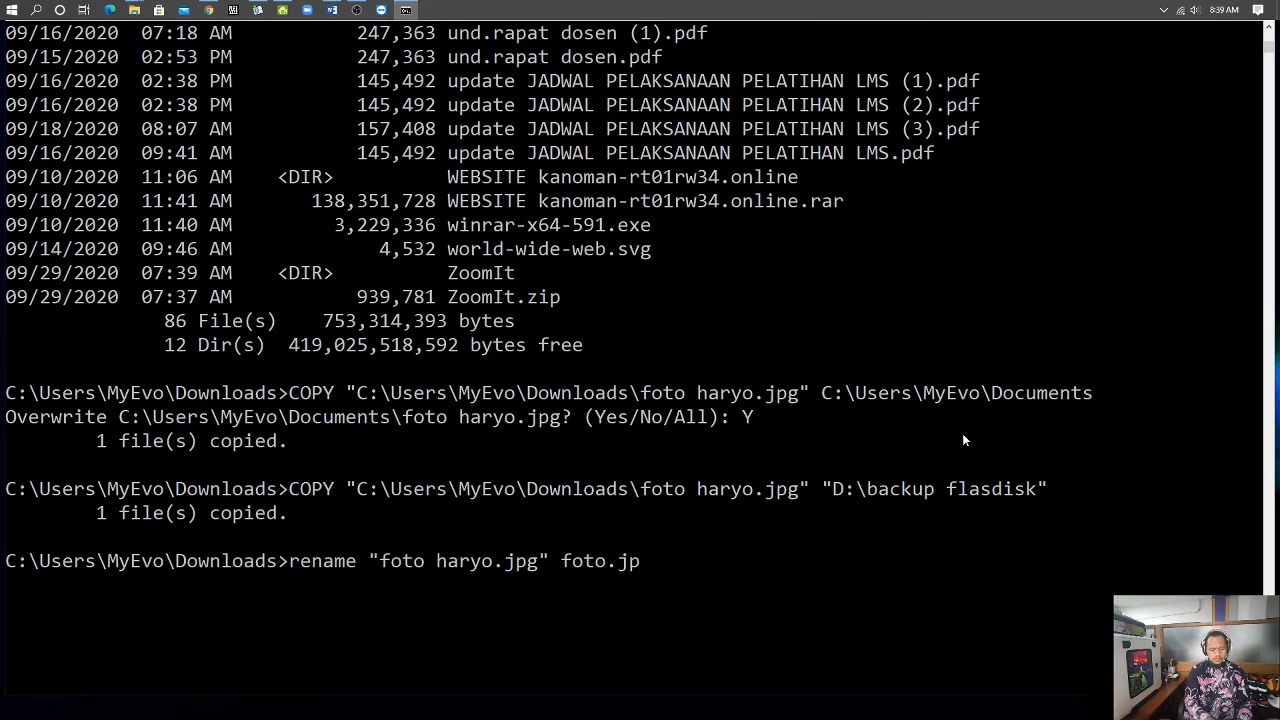 8:39 AM
09/16/2020 07:18 AM 247,363 und.rapat dosen (1).pdf
09/15/2020 02:53 PM 247,363 und.rapat dosen.pdf
09/16/2020 02:38 PM 145,492 update JADWAL PELAKSANAAN PELATIHAN LMS (1).pdf
09/16/2020 02:38 PM 145,492 update JADWAL PELAKSANAAN PELATIHAN LMS (2).pdf
09/18/2020 08:07 AM 157,408 update JADWAL PELAKSANAAN PELATIHAN LMS (3).pdf
09/16/2020 09:41 AM 145,492 update JADWAL PELAKSANAAN PELATIHAN LMS.pdf
09/10/2020 11:06 AM <DIR> WEBSITE kanoman-rt01rw34.online
09/10/2020 11:41 AM 138,351,728 WEBSITE kanoman-rt01rw34.online.rar
09/10/2020 11:40 AM 3,229,336 winrar-x64-591.exe
09/14/2020 09:46 AM 4,532 world-wide-web.svg
09/29/2020 07:39 AM <DIR> ZoomIt
09/29/2020 07:37 AM 939,781 ZoomIt.zip
86 File(s) 753,314,393 bytes
12 Dir(s) 419,025,518,592 bytes free
C:\Users\MyEvo\Downloads>COPY "C:\Users\MyEvo\Downloads\foto haryo.jpg" C:\Users\MyEvo\Documents
Overwrite C:\Users\MyEvo\Documents\foto haryo.jpg? (Yes/No/All): Y
1 file(s) copied.
C:\Users\MyEvo\Downloads>COPY "C:\Users\MyEvo\Downloads\foto haryo.jpg" "D:\backup flasdisk"
1 file(s) copied.
C:\Users\MyEvo\Downloads>rename "foto haryo.jpg" foto.jp